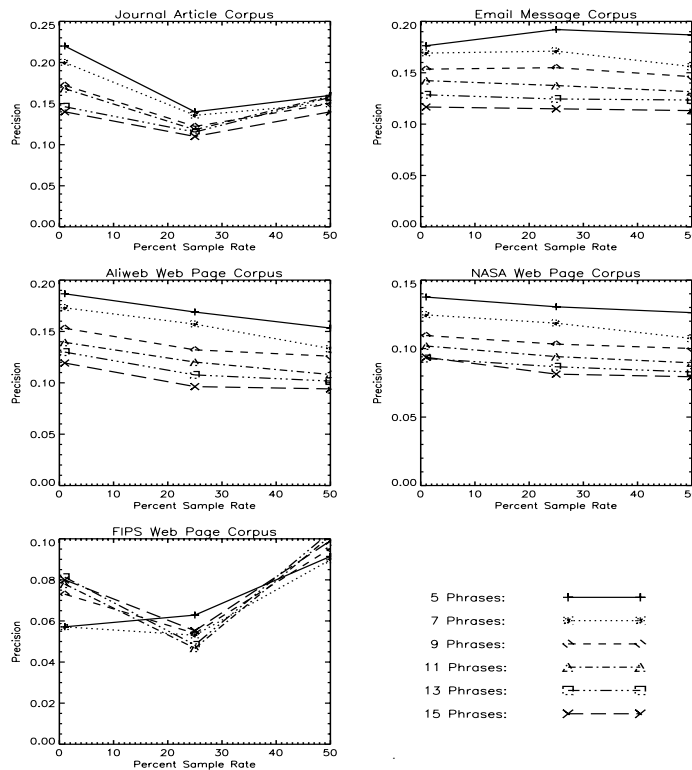 Journal Article Corpus
0.25
0.20
0.15
0.10
0.05
0.00
Precision
0 10 20 30 40 50
Percent Sample Rate
Email Message Corpus
0.20
0.15
0.10
0.05
0.00
Precision
0 10 20 30 40 50
Percent Sample Rate
Aliweb Web Page Corpus
0.20
0.15
0.10
0.05
0.00
Precision
0 10 20 30 40 50
Percent Sample Rate
NASA Web Page Corpus
0.15
0.10
0.05
0.00
Precision
0 10 20 30 40 50
Percent Sample Rate
FIPS Web Page Corpus
0.10
0.08
0.06
0.04
0.02
0.00
Precision
0 10 20 30 40 50
Percent Sample Rate
5 Phrases:
7 Phrases:
9 Phrases:
11 Phrases:
13 Phrases:
15 Phrases: